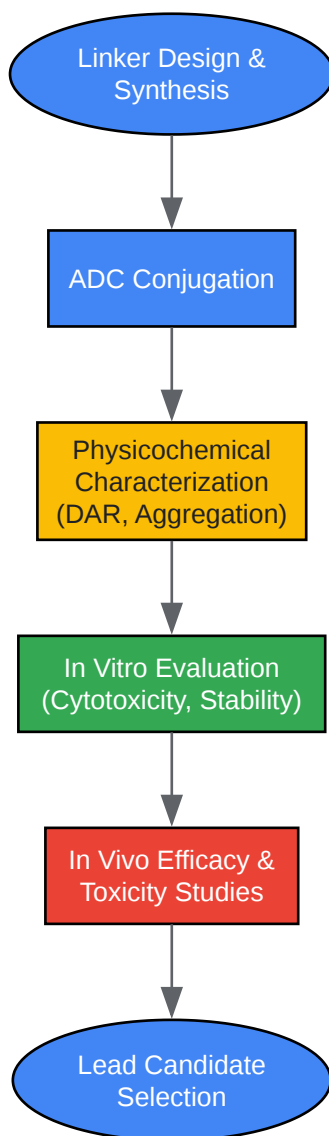 Linker Design &
Synthesis
ADC Conjugation
Physicochemical
Characterization
(DAR, Aggregation)
In Vitro Evaluation
(Cytotoxicity, Stability)
In Vivo Efficacy &
Toxicity Studies
Lead Candidate
Selection